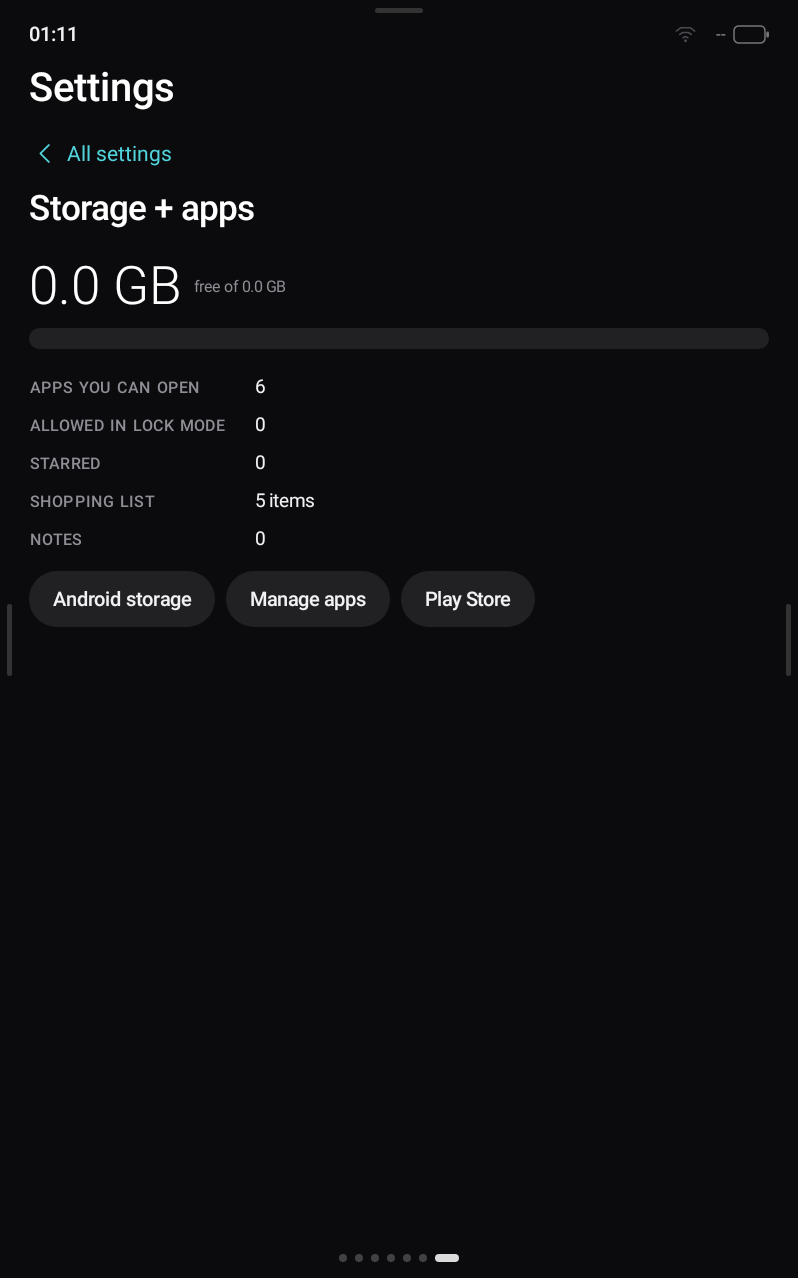 01:11
--
Settings
All settings
Storage + apps
0.0 GB free of 0.0 GB
APPS YOU CAN OPEN 6
ALLOWED IN LOCK MODE 0
STARRED 0
SHOPPING LIST 5 items
NOTES 0
Android storage Manage apps Play Store